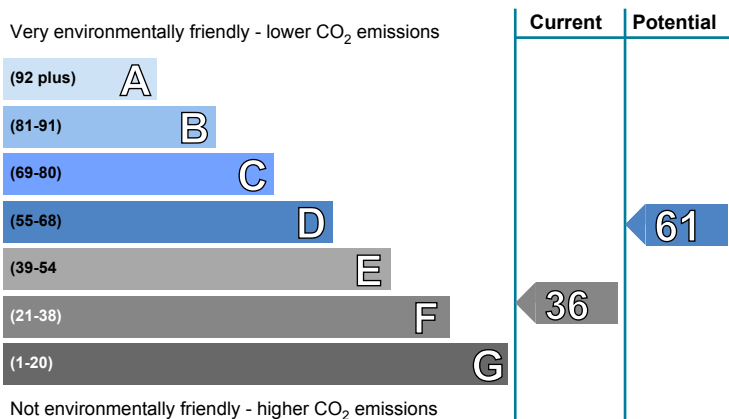 Current Potential
Very environmentally friendly - lower CO₂ emissions
(92 plus) A
(81-91) B
(69-80) C
(55-68) D
61
(39-54 E
(21-38) F
36
(1-20) G
Not environmentally friendly - higher CO₂ emissions